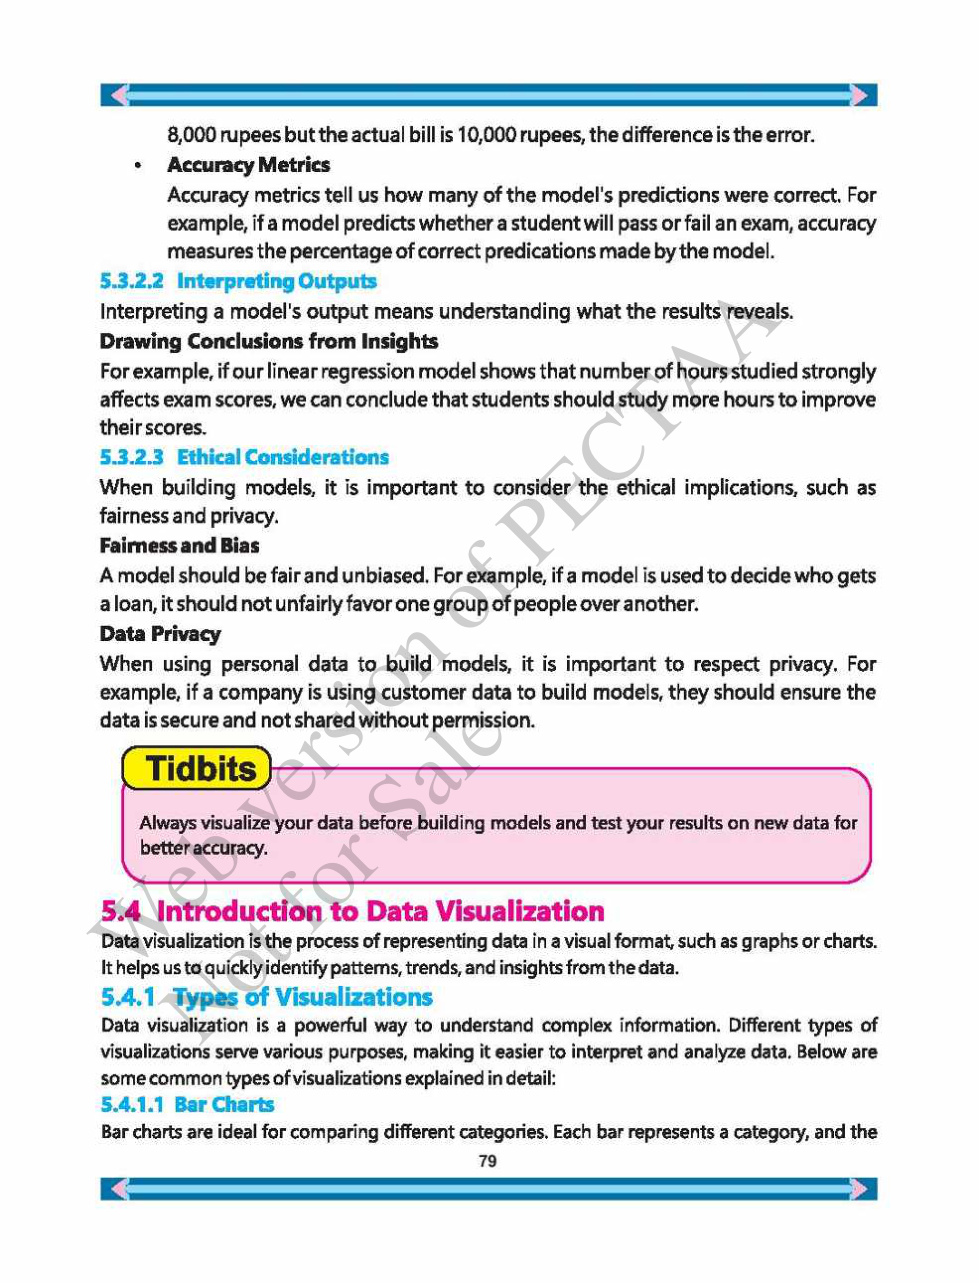 8,000 rupees but the actual bill is 10,000 rupees, the difference is the error.
• Accuracy Metrics
Accuracy metrics tell us how many of the model's predictions were correct. For
example, if a model predicts whether a student will pass or fail an exam, accuracy
measures the percentage of correct predications made by the model.
5.3.2.2 Interpreting Outputs
Interpreting a model's output means understanding what the results reveals.
Drawing Conclusions from Insights
For example, if our linear regression model shows that number of hours studied strongly
affects exam scores, we can conclude that students should study more hours to improve
their scores.
5.3.2.3 Ethical Considerations
When building models, it is important to consider the ethical implications, such as
fairness and privacy.
Fairness and Bias
A model should be fair and unbiased. For example, if a model is used to decide who gets
a loan, it should not unfairly favor one group of people over another.
Data Privacy
When using personal data to build models, it is important to respect privacy. For
example, if a company is using customer data to build models, they should ensure the
data is secure and not shared without permission.
Tidbits
Always visualize your data before building models and test your results on new data for
better accuracy.
5.4 Introduction to Data Visualization
Data visualization is the process of representing data in a visual format, such as graphs or charts.
It helps us to quickly identify patterns, trends, and insights from the data.
5.4.1 Types of Visualizations
Data visualization is a powerful way to understand complex information. Different types of
visualizations serve various purposes, making it easier to interpret and analyze data. Below are
some common types of visualizations explained in detail:
5.4.1.1 Bar Charts
Bar charts are ideal for comparing different categories. Each bar represents a category, and the
79
Web version of PECTAA
Not for Sale